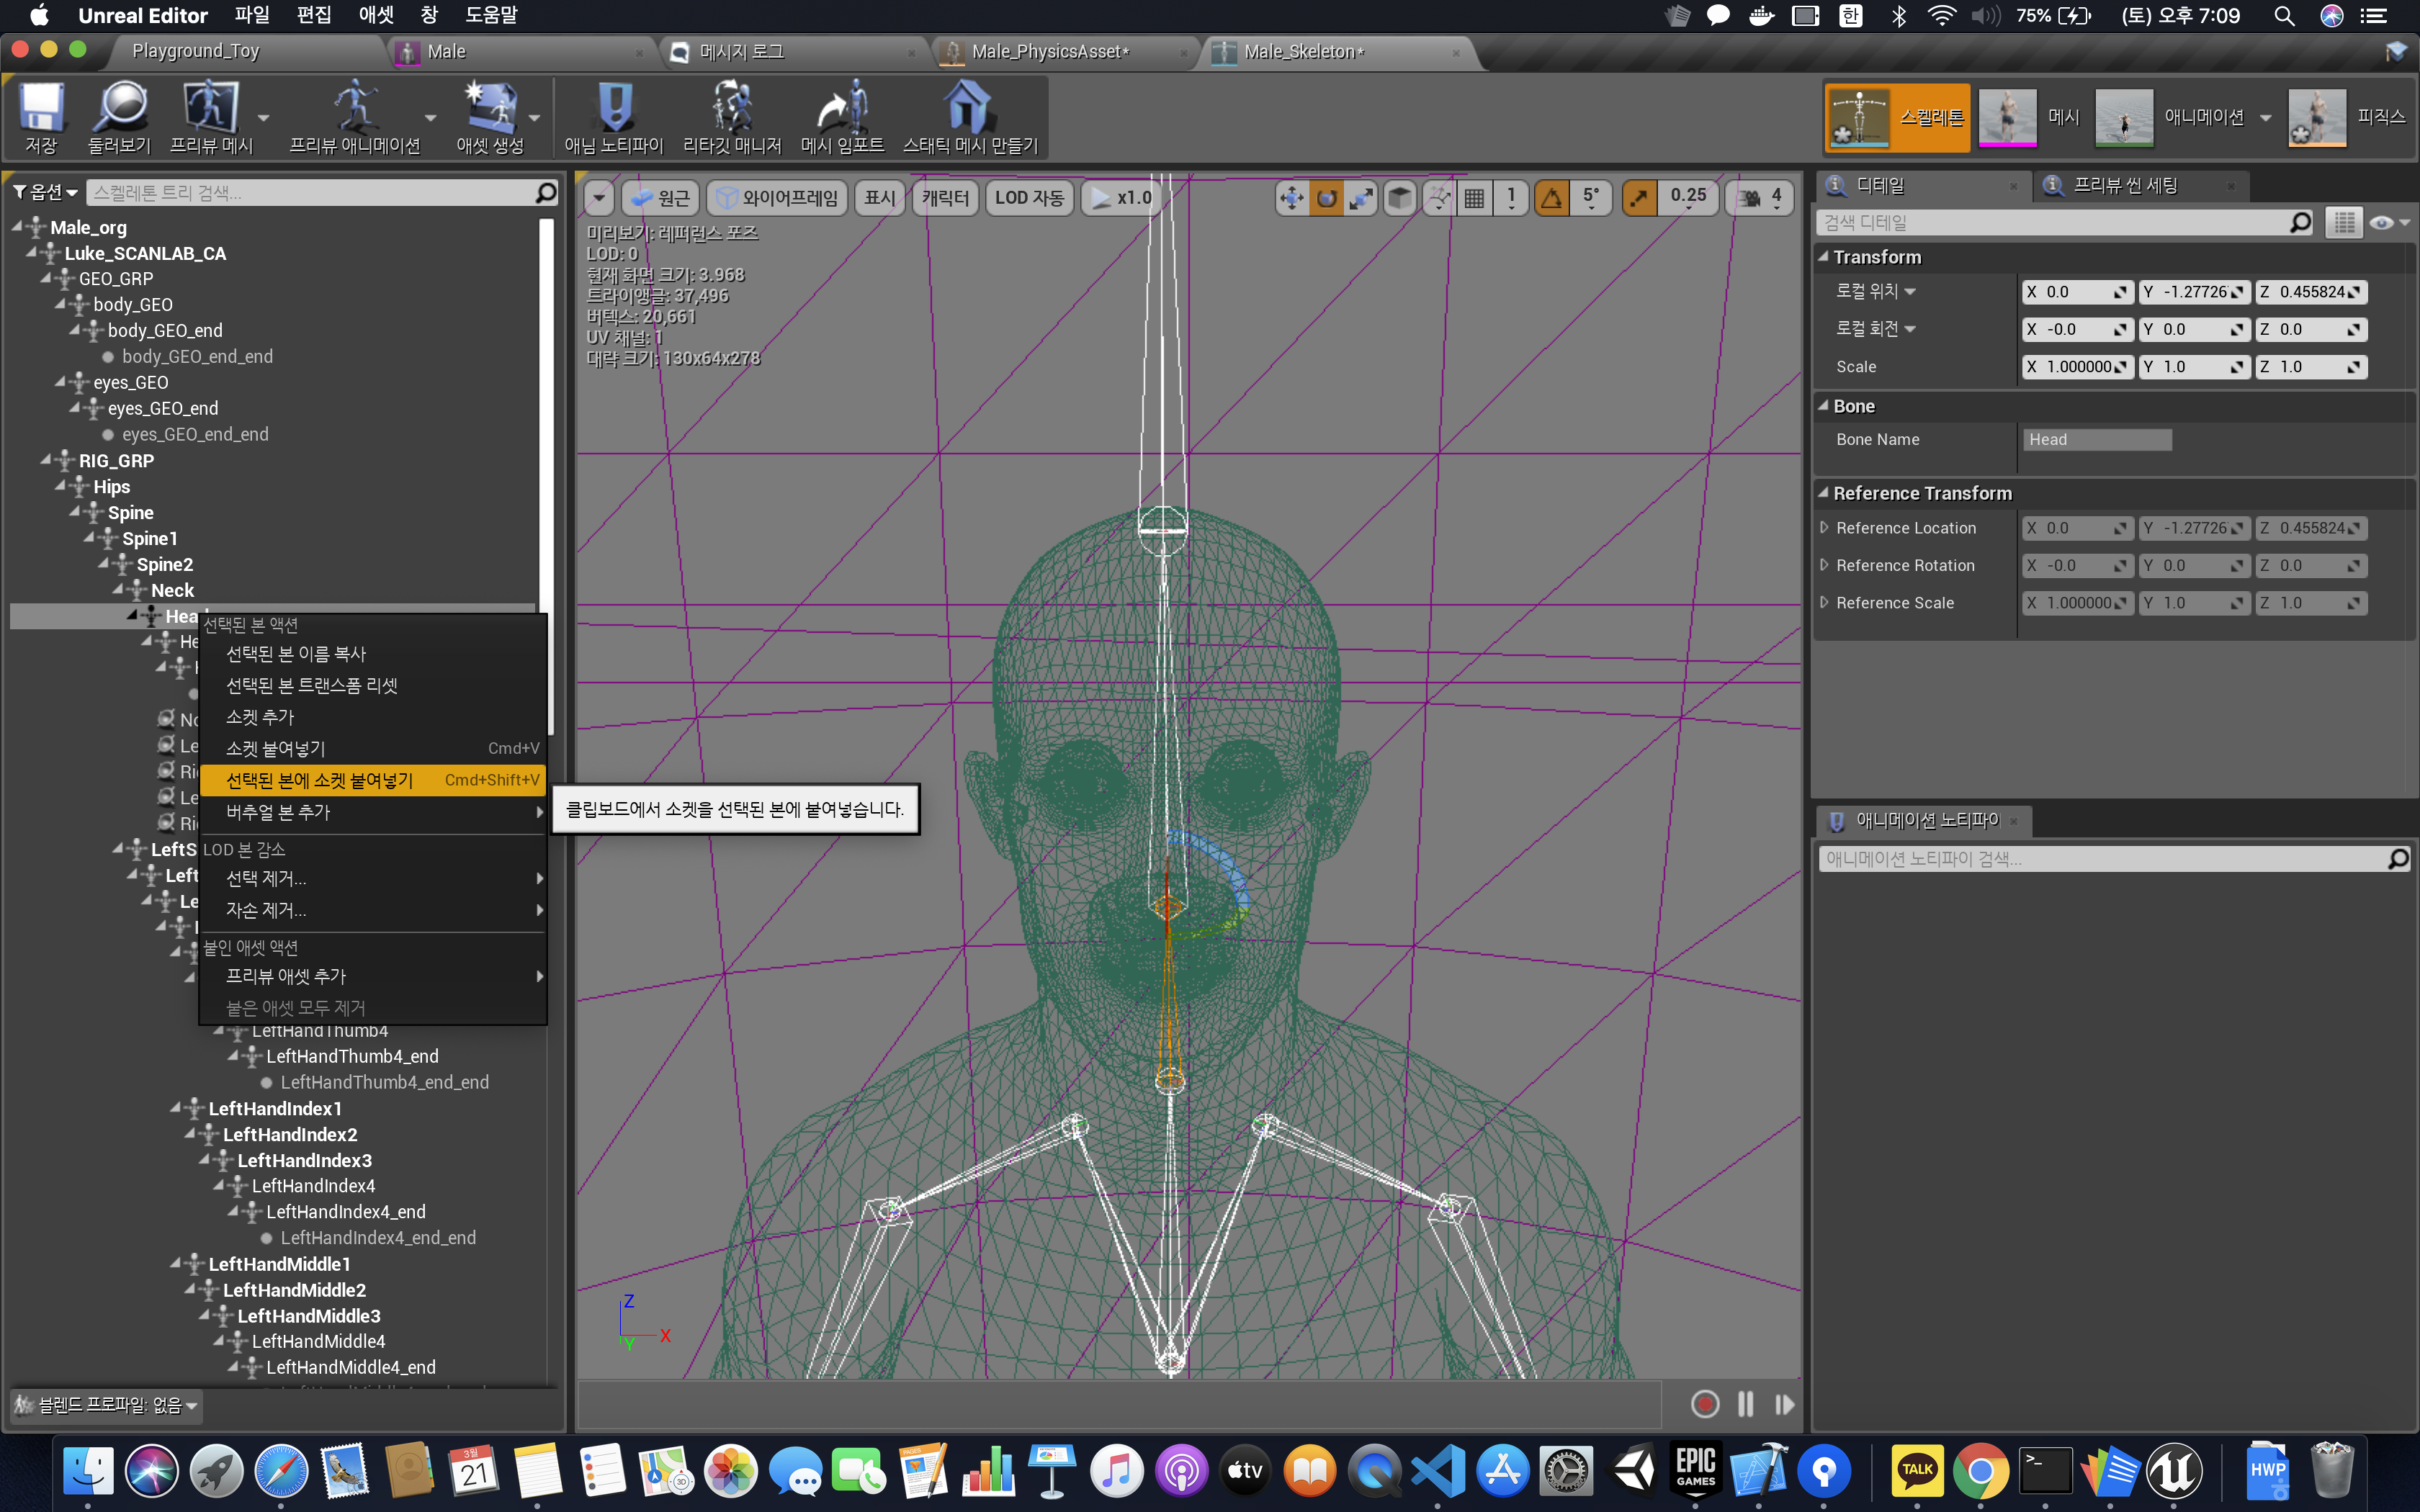 Unreal Editor 파일 편집 애셋 창 도움말
한 75% (토) 오후 7:09
Playground_Toy Male 메시지 로그 Male_PhysicsAsset* Male_Skeleton*
저장 둘러보기 프리뷰 메시 프리뷰 애니메이션 애셋 생성 애님 노티파이 리타깃 매니저 메시 임포트 스태틱 메시 만들기
스켈레톤 메시 애니메이션 피직스
옵션 스켈레톤 트리 검색...
Male_org
Luke_SCANLAB_CA
GEO_GRP
body_GEO
body_GEO_end
body_GEO_end_end
eyes_GEO
eyes_GEO_end
eyes_GEO_end_end
RIG_GRP
Hips
Spine
Spine1
Spine2
Neck
선택된 본 액션
선택된 본 이름 복사
선택된 본 트랜스폼 리셋
소켓 추가
소켓 붙여넣기 Cmd+V
선택된 본에 소켓 붙여넣기 Cmd+Shift+V
버추얼 본 추가
LOD 본 감소
선택 제거...
자손 제거...
붙인 애셋 액션
프리뷰 애셋 추가
붙은 애셋 모두 제거
클립보드에서 소켓을 선택된 본에 붙여넣습니다.
LeftHandThumb4
LeftHandThumb4_end
LeftHandThumb4_end_end
LeftHandIndex1
LeftHandIndex2
LeftHandIndex3
LeftHandIndex4
LeftHandIndex4_end
LeftHandIndex4_end_end
LeftHandMiddle1
LeftHandMiddle2
LeftHandMiddle3
LeftHandMiddle4
LeftHandMiddle4_end
블렌드 프로파일: 없음
원근 와이어프레임 표시 캐릭터 LOD 자동 x1.0 1 5° 0.25 4
미리보기: 레퍼런스 포즈
LOD: 0
현재 화면 크기: 3.968
트라이앵글: 37,496
버텍스: 20,661
UV 채널: 1
대략 크기: 130x64x278
Z
X
Y
디테일 프리뷰 씬 세팅
검색 디테일
Transform
로컬 위치 X 0.0 Y -1.27726 Z 0.455824
로컬 회전 X -0.0 Y 0.0 Z 0.0
Scale X 1.000000 Y 1.0 Z 1.0
Bone
Bone Name Head
Reference Transform
Reference Location X 0.0 Y -1.27726 Z 0.455824
Reference Rotation X -0.0 Y 0.0 Z 0.0
Reference Scale X 1.000000 Y 1.0 Z 1.0
애니메이션 노티파이
애니메이션 노티파이 검색...
3월
21
PAGES
3D
tv
EPIC
GAMES
TALK
HWP